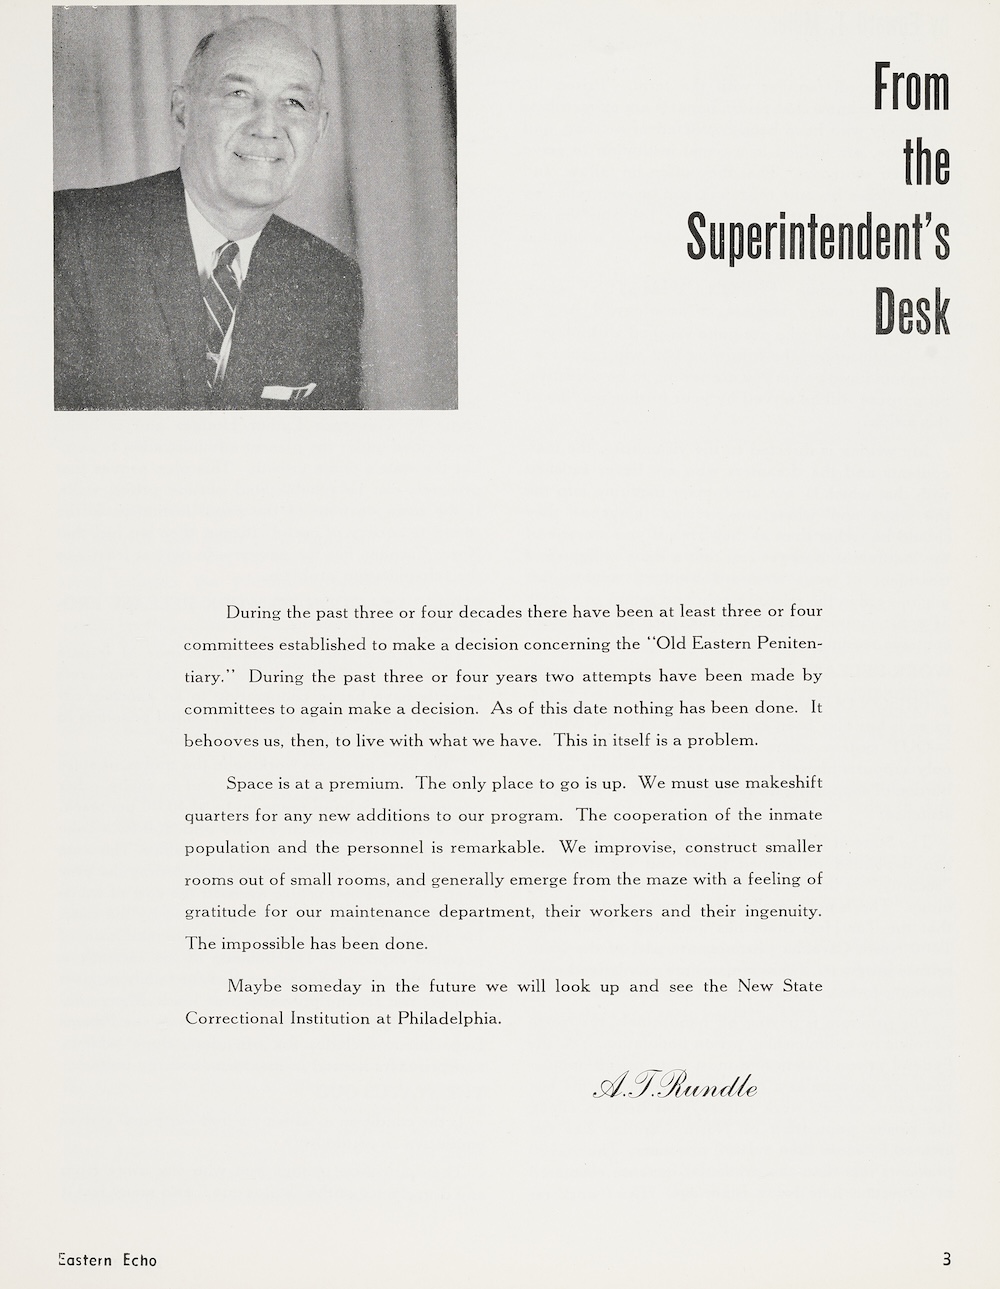 From
the
Superintendent's
Desk
During the past three or four decades there have been at least three or four
committees established to make a decision concerning the "Old Eastern Peniten-
tiary." During the past three or four years two attempts have been made by
committees to again make a decision. As of this date nothing has been done. It
behooves us, then, to live with what we have. This in itself is a problem.
Space is at a premium. The only place to go is up. We must use makeshift
quarters for any new additions to our program. The cooperation of the inmate
population and the personnel is remarkable. We improvise, construct smaller
rooms out of small rooms, and generally emerge from the maze with a feeling of
gratitude for our maintenance department, their workers and their ingenuity.
The impossible has been done.
Maybe someday in the future we will look up and see the New State
Correctional Institution at Philadelphia.
A.T.Rundle
Eastern Echo
3